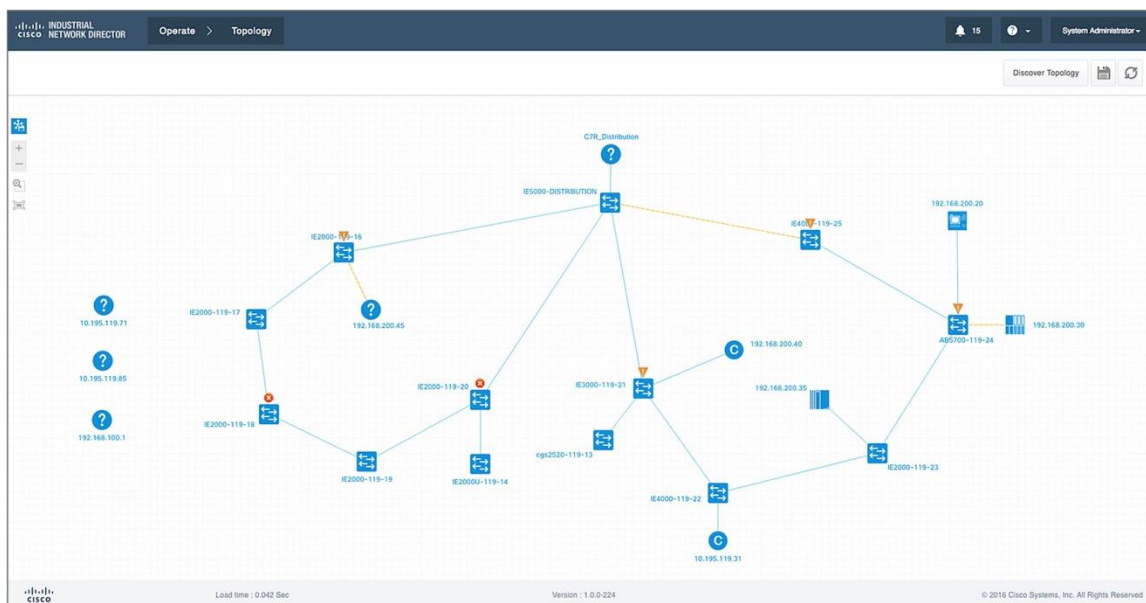 CISCO INDUSTRIAL NETWORK DIRECTOR
Operate > Topology
15
?
System Administrator
Discover Topology
C7R_Distribution
?
IE5000-DISTRIBUTION
192.168.200.20
IE2000-119-16
IE4000-119-25
?
10.195.119.71
IE2000-119-17
?
192.168.200.45
192.168.200.30
AB5700-119-24
?
10.195.119.85
C
192.168.200.40
IE2000-119-20
IE3000-119-21
192.168.200.35
?
192.168.100.1
IE2000-119-18
cgs2520-119-13
IE2000-119-19
IE2000U-119-14
IE2000-119-23
IE4000-119-22
C
10.195.119.31
CISCO
Load time : 0.042 Sec
Version : 1.0.0-224
© 2016 Cisco Systems, Inc. All Rights Reserved